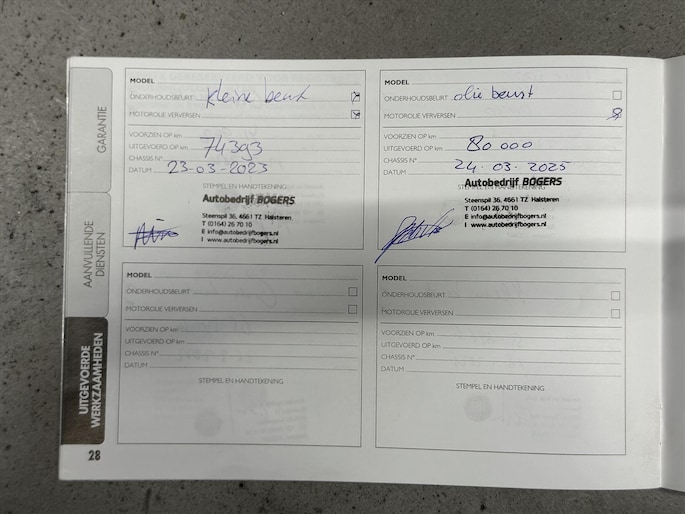 GARANTIE
AANVULLENDE
DIENSTEN
UITGEVOERDE
WERKZAAMHEDEN
28
MODEL
ONDERHOUDSBEURT kleine beurt
MOTOROLIE VERVERSEN
VOORZIEN OP km
UITGEVOERD OP km 74393
CHASSIS N°
DATUM 23-03-2023
STEMPEL EN HANDTEKENING
Autobedrijf BOGERS
Steenspil 36, 4661 TZ Halsteren
T (0164) 26 70 10
E info@autobedrijfbogers.nl
I www.autobedrijfbogers.nl
MODEL
ONDERHOUDSBEURT olie beurt
MOTOROLIE VERVERSEN
VOORZIEN OP km
UITGEVOERD OP km 80 000
CHASSIS N°
DATUM 24-03-2025
STEMPEL EN HANDTEKENING
Autobedrijf BOGERS
Steenspil 36, 4661 TZ Halsteren
T (0164) 26 70 10
E info@autobedrijfbogers.nl
I www.autobedrijfbogers.nl
MODEL
ONDERHOUDSBEURT
MOTOROLIE VERVERSEN
VOORZIEN OP km
UITGEVOERD OP km
CHASSIS N°
DATUM
STEMPEL EN HANDTEKENING
MODEL
ONDERHOUDSBEURT
MOTOROLIE VERVERSEN
VOORZIEN OP km
UITGEVOERD OP km
CHASSIS N°
DATUM
STEMPEL EN HANDTEKENING